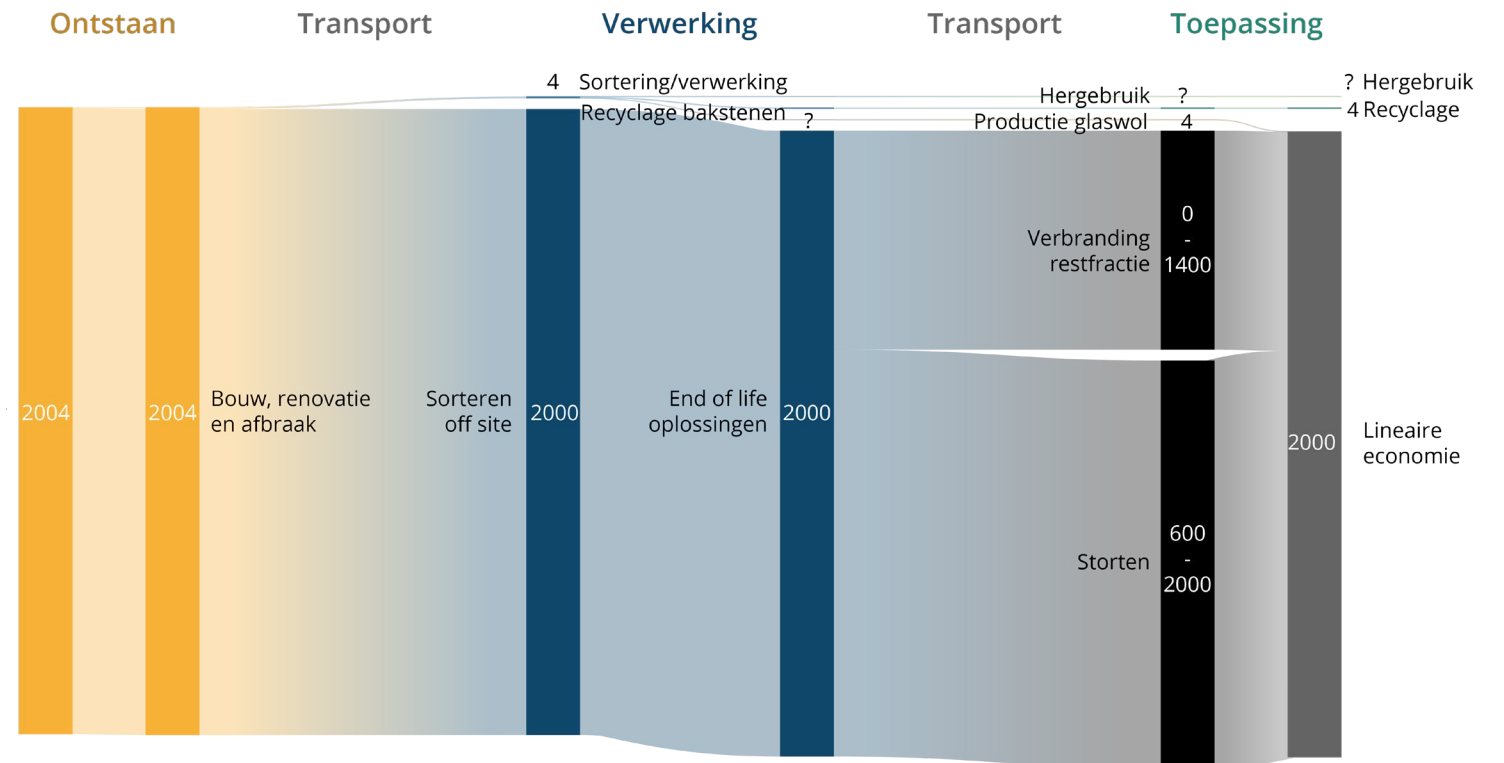 Ontstaan
Transport
Verwerking
Transport
Toepassing
4 Sortering/verwerking
? Hergebruik
Hergebruik ?
Recyclage bakstenen ?
4 Recyclage
Productie glaswol 4
Verbranding
restfractie
0
-
1400
2004
2004
Bouw, renovatie
en afbraak
Sorteren
off site
2000
End of life
oplossingen
2000
2000
Lineaire
economie
Storten
600
-
2000